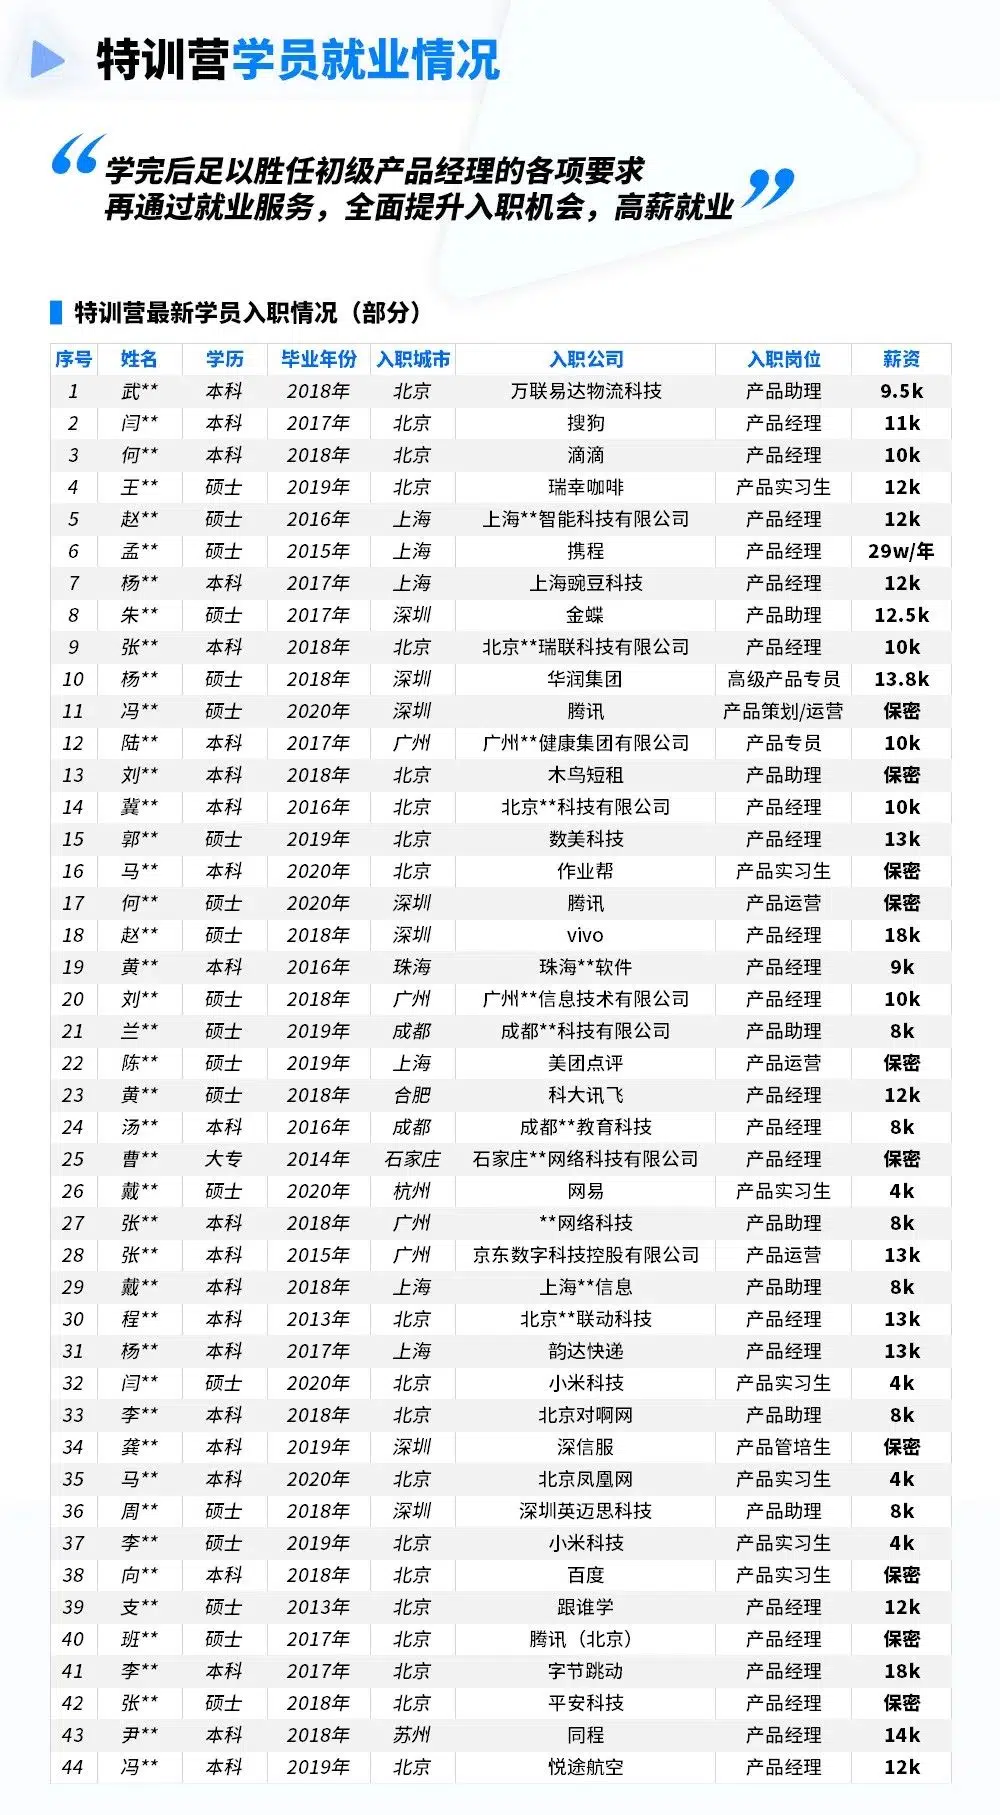 特训营学员就业情况
“学完后足以胜任初级产品经理的各项要求
再通过就业服务，全面提升入职机会，高薪就业”
特训营最新学员入职情况（部分）
序号 姓名 学历 毕业年份 入职城市 入职公司 入职岗位 薪资
1 武** 本科 2018年 北京 万联易达物流科技 产品助理 9.5k
2 闫** 本科 2017年 北京 搜狗 产品经理 11k
3 何** 本科 2018年 北京 滴滴 产品经理 10k
4 王** 硕士 2019年 北京 瑞幸咖啡 产品实习生 12k
5 赵** 硕士 2016年 上海 上海**智能科技有限公司 产品经理 12k
6 孟** 硕士 2015年 上海 携程 产品经理 29w/年
7 杨** 本科 2017年 上海 上海豌豆科技 产品经理 12k
8 朱** 硕士 2017年 深圳 金蝶 产品助理 12.5k
9 张** 本科 2018年 北京 北京**瑞联科技有限公司 产品经理 10k
10 杨** 硕士 2018年 深圳 华润集团 高级产品专员 13.8k
11 冯** 硕士 2020年 深圳 腾讯 产品策划/运营 保密
12 陆** 本科 2017年 广州 广州**健康集团有限公司 产品专员 10k
13 刘** 本科 2018年 北京 木鸟短租 产品助理 保密
14 冀** 本科 2016年 北京 北京**科技有限公司 产品经理 10k
15 郭** 硕士 2019年 北京 数美科技 产品经理 13k
16 马** 本科 2020年 北京 作业帮 产品实习生 保密
17 何** 硕士 2020年 深圳 腾讯 产品运营 保密
18 赵** 硕士 2018年 深圳 vivo 产品经理 18k
19 黄** 本科 2016年 珠海 珠海**软件 产品经理 9k
20 刘** 硕士 2018年 广州 广州**信息技术有限公司 产品经理 10k
21 兰** 硕士 2019年 成都 成都**科技有限公司 产品助理 8k
22 陈** 硕士 2019年 上海 美团点评 产品运营 保密
23 黄** 硕士 2018年 合肥 科大讯飞 产品经理 12k
24 汤** 本科 2016年 成都 成都**教育科技 产品经理 8k
25 曹** 大专 2014年 石家庄 石家庄**网络科技有限公司 产品经理 保密
26 戴** 硕士 2020年 杭州 网易 产品实习生 4k
27 张** 本科 2018年 广州 **网络科技 产品助理 8k
28 张** 本科 2015年 广州 京东数字科技控股有限公司 产品运营 13k
29 戴** 本科 2018年 上海 上海**信息 产品助理 8k
30 程** 本科 2013年 北京 北京**联动科技 产品经理 13k
31 杨** 本科 2017年 上海 韵达快递 产品经理 13k
32 闫** 硕士 2020年 北京 小米科技 产品实习生 4k
33 李** 本科 2018年 北京 北京对啊网 产品助理 8k
34 龚** 本科 2019年 深圳 深信服 产品管培生 保密
35 马** 本科 2020年 北京 北京凤凰网 产品实习生 4k
36 周** 硕士 2018年 深圳 深圳英迈思科技 产品助理 8k
37 李** 硕士 2019年 北京 小米科技 产品实习生 4k
38 向** 本科 2018年 北京 百度 产品实习生 保密
39 支** 硕士 2013年 北京 跟谁学 产品经理 12k
40 班** 硕士 2017年 北京 腾讯（北京） 产品经理 保密
41 李** 本科 2017年 北京 字节跳动 产品经理 18k
42 张** 硕士 2018年 北京 平安科技 产品经理 保密
43 尹** 本科 2018年 苏州 同程 产品经理 14k
44 冯** 本科 2019年 北京 悦途航空 产品经理 12k